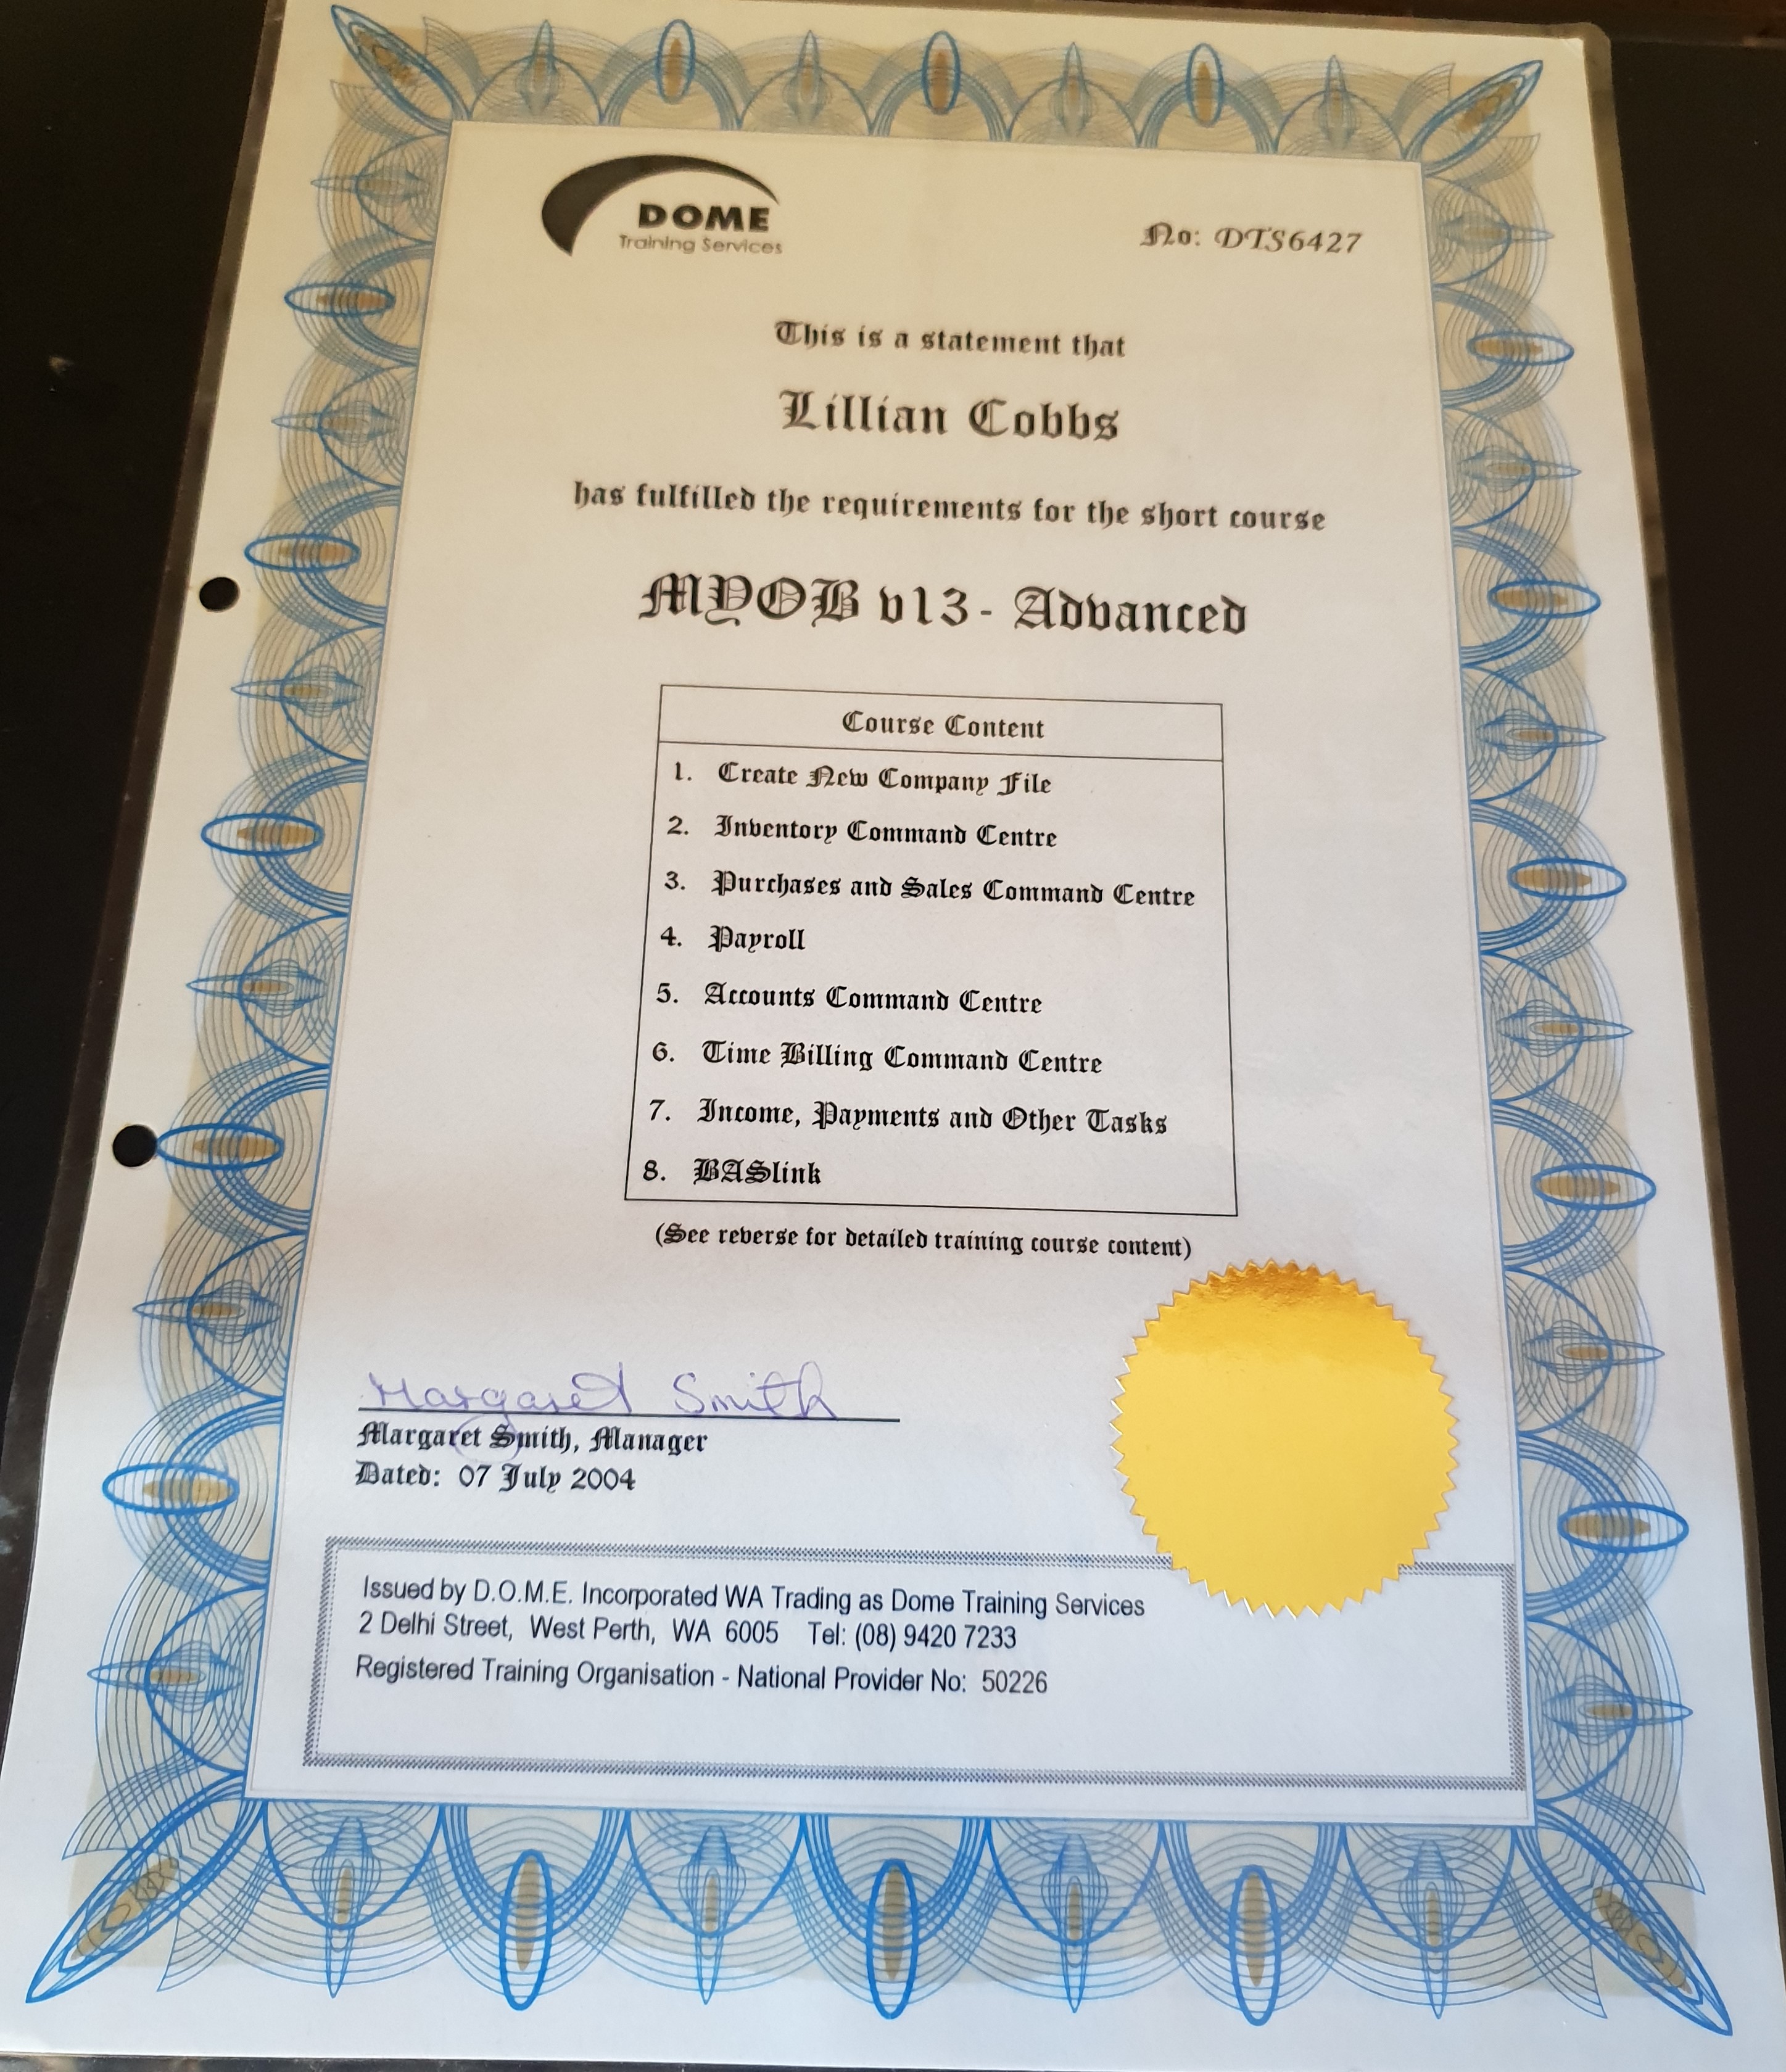 DOME
Training Services
No: DTS6427
This is a statement that
Lillian Cobbs
has fulfilled the requirements for the short course
MYOB v13 - Advanced
Course Content
1. Create New Company File
2. Inventory Command Centre
3. Purchases and Sales Command Centre
4. Payroll
5. Accounts Command Centre
6. Time Billing Command Centre
7. Income, Payments and Other Tasks
8. BASlink
(See reverse for detailed training course content)
Margaret Smith
Margaret Smith, Manager
Dated: 07 July 2004
Issued by D.O.M.E. Incorporated WA Trading as Dome Training Services
2 Delhi Street, West Perth, WA 6005 Tel: (08) 9420 7233
Registered Training Organisation - National Provider No: 50226